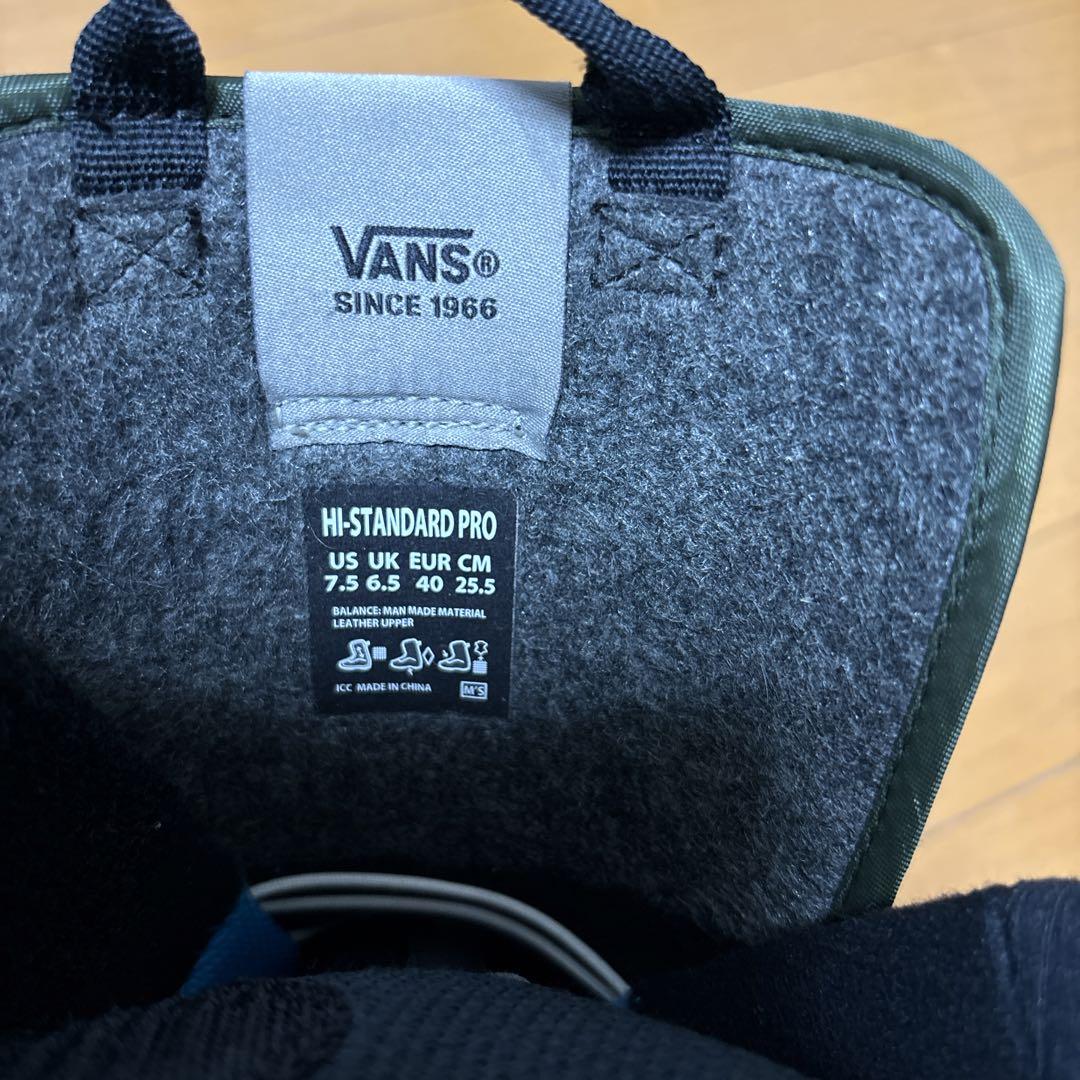 VANS®
SINCE 1966
HI-STANDARD PRO
US UK EUR CM
7.5 6.5 40 25.5
BALANCE: MAN MADE MATERIAL
LEATHER UPPER
ICC MADE IN CHINA M'S